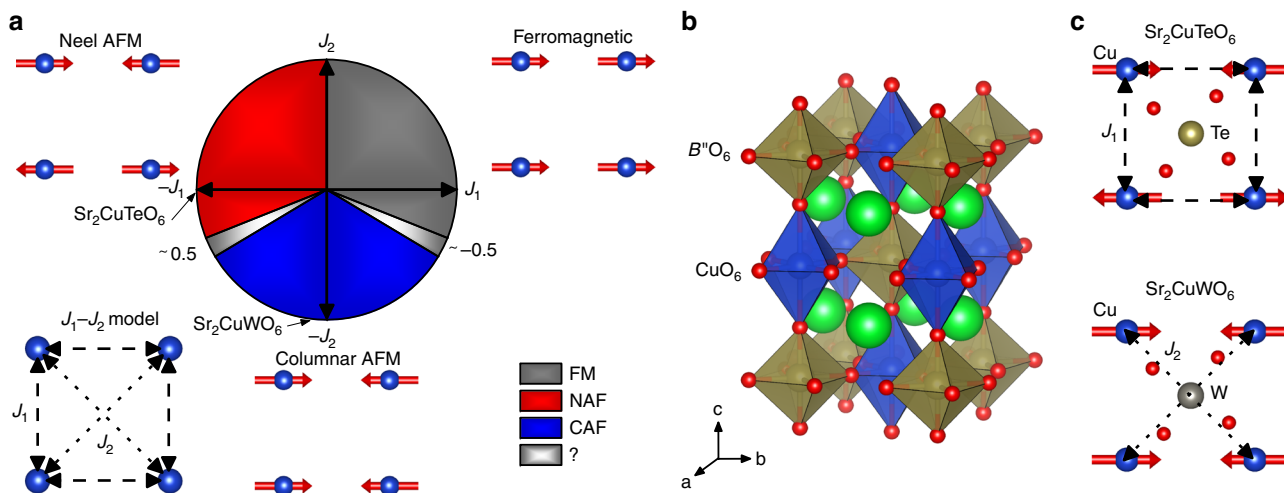 a
Neel AFM
J₂
Ferromagnetic
−J₁
J₁
Sr₂CuTeO₆
~0.5
~−0.5
Sr₂CuWO₆
−J₂
J₁–J₂ model
J₁
J₂
Columnar AFM
FM
NAF
CAF
?
b
B"O₆
CuO₆
c
b
a
c
Sr₂CuTeO₆
Cu
J₁
Te
Sr₂CuWO₆
Cu
J₂
W